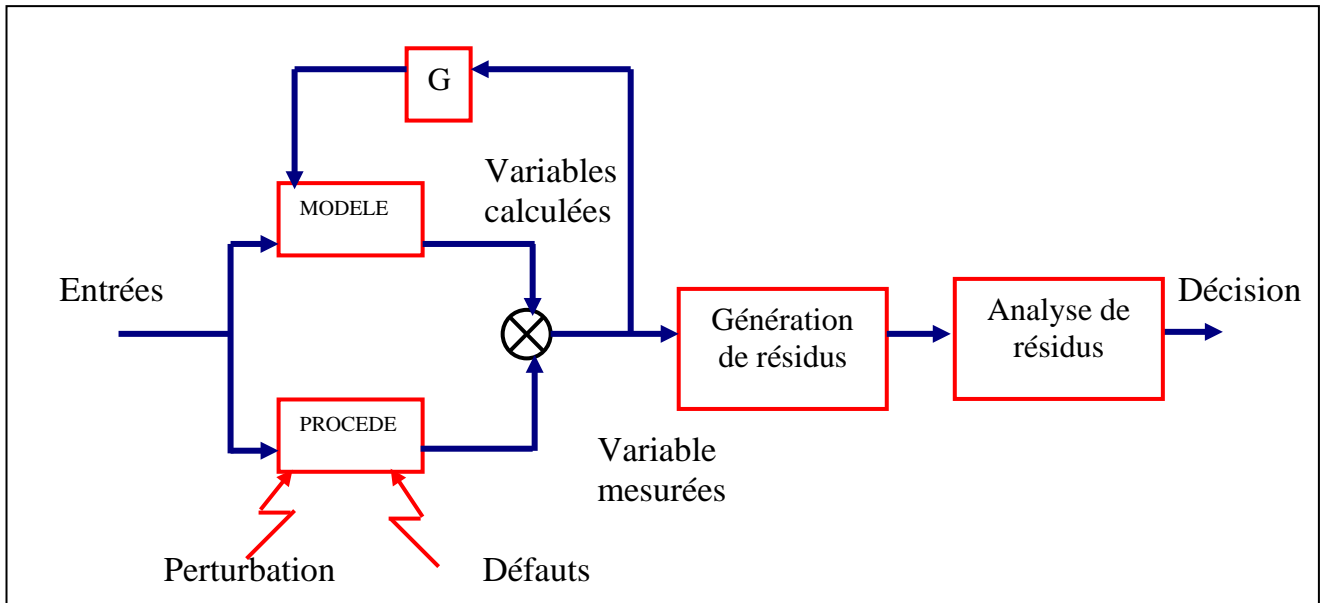 G
Variables
calculées
MODELE
Entrées
Génération
de résidus
Analyse de
résidus
Décision
PROCEDE
Variable
mesurées
Perturbation
Défauts